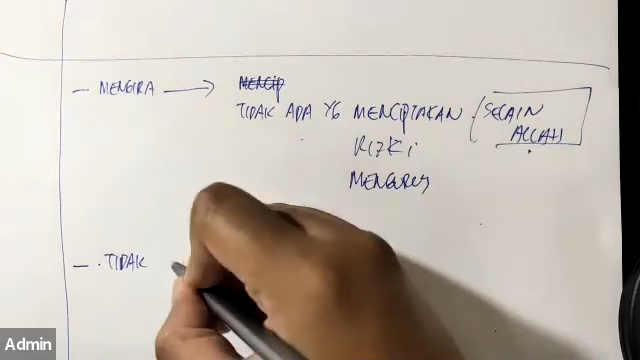 – MENGIRA → MENCIP
TIDAK ADA YG MENCIPTAKAN SELAIN
ALLAH
RIZKI
MENGURUS
– . TIDAK
Admin